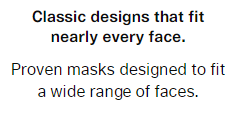 Classic designs that fit
nearly every face.
Proven masks designed to fit
a wide range of faces.